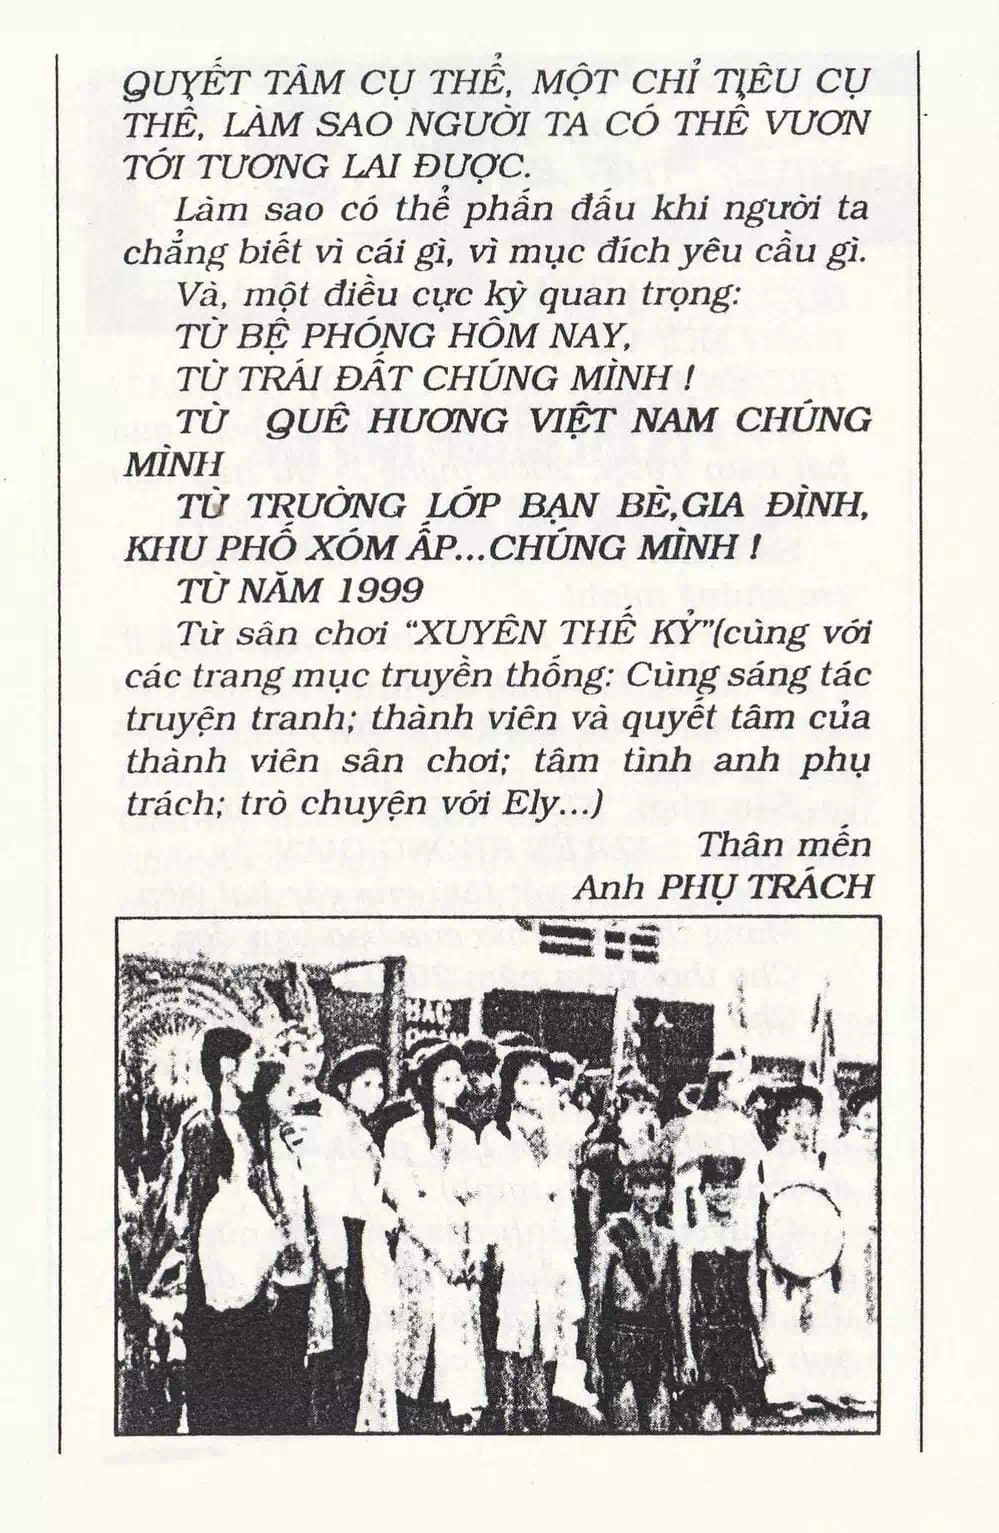 QUYẾT TÂM CỤ THỂ, MỘT CHỈ TIÊU CỤ
THỂ, LÀM SAO NGƯỜI TA CÓ THỂ VƯƠN
TỚI TƯƠNG LAI ĐƯỢC.
Làm sao có thể phấn đấu khi người ta
chẳng biết vì cái gì, vì mục đích yêu cầu gì.
Và, một điều cực kỳ quan trọng:
TỪ BỆ PHÓNG HÔM NAY,
TỪ TRÁI ĐẤT CHÚNG MÌNH !
TỪ QUÊ HƯƠNG VIỆT NAM CHÚNG
MÌNH
TỪ TRƯỜNG LỚP BẠN BÈ,GIA ĐÌNH,
KHU PHỐ XÓM ẤP...CHÚNG MÌNH !
TỪ NĂM 1999
Từ sân chơi “XUYÊN THẾ KỶ”(cùng với
các trang mục truyền thống: Cùng sáng tác
truyện tranh; thành viên và quyết tâm của
thành viên sân chơi; tâm tình anh phụ
trách; trò chuyện với Ely...)
Thân mến
Anh PHỤ TRÁCH
BAC